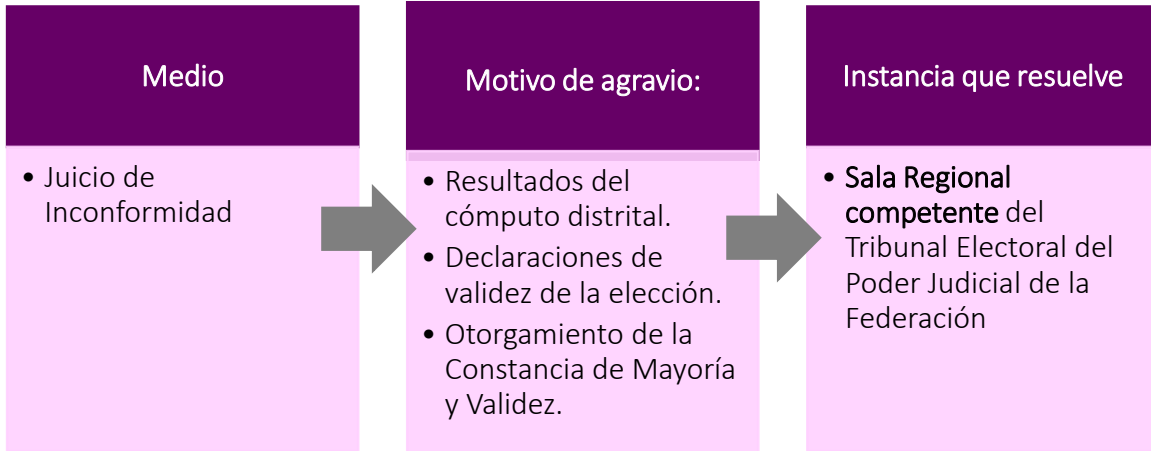 Medio
• Juicio de
Inconformidad
Motivo de agravio:
• Resultados del
cómputo distrital.
• Declaraciones de
validez de la elección.
• Otorgamiento de la
Constancia de Mayoría
y Validez.
Instancia que resuelve
• Sala Regional
competente del
Tribunal Electoral del
Poder Judicial de la
Federación